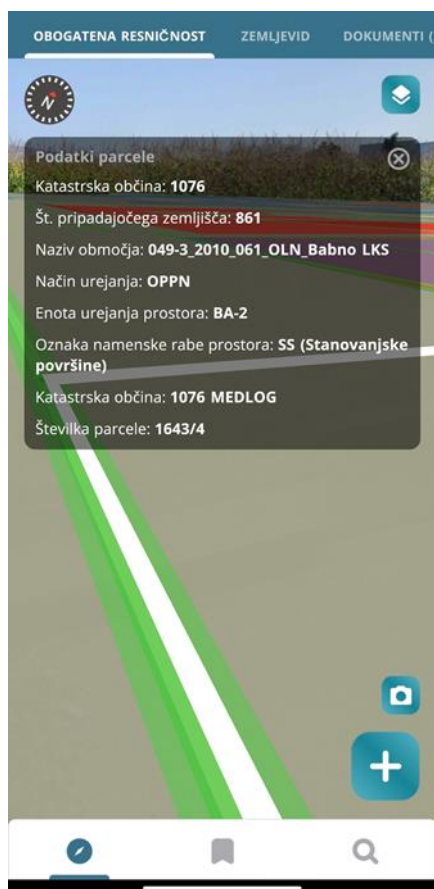 OBOGATENA RESNIČNOST ZEMLJEVID DOKUMENTI (
N
Podatki parcele
Katastrska občina: 1076
Št. pripadajočega zemljišča: 861
Naziv območja: 049-3_2010_061_OLN_Babno LKS
Način urejanja: OPPN
Enota urejanja prostora: BA-2
Oznaka namenske rabe prostora: SS (Stanovanjske
površine)
Katastrska občina: 1076 MEDLOG
Številka parcele: 1643/4